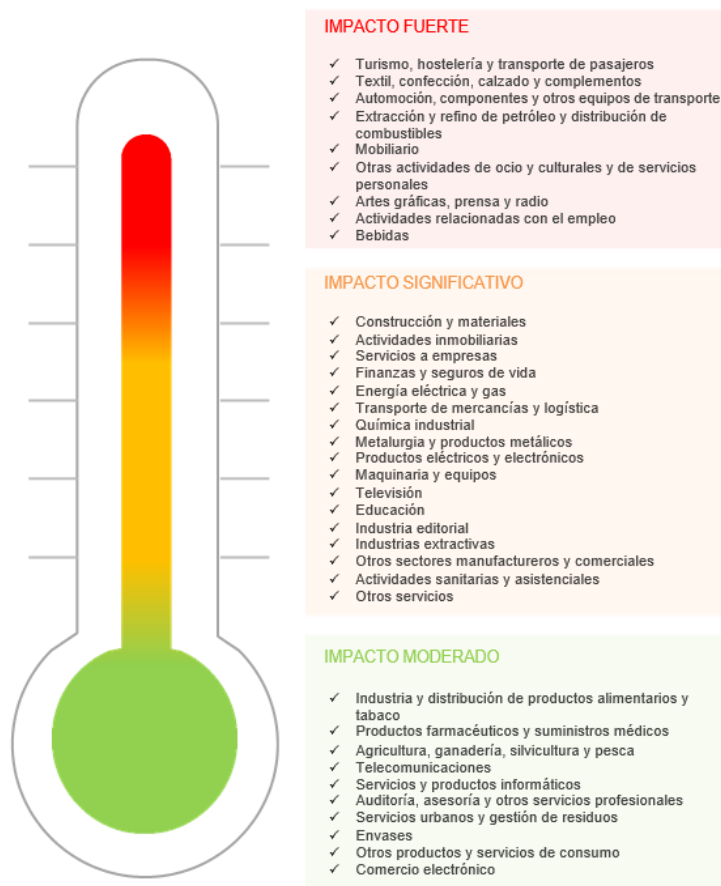 IMPACTO FUERTE
✓ Turismo, hostelería y transporte de pasajeros
✓ Textil, confección, calzado y complementos
✓ Automoción, componentes y otros equipos de transporte
✓ Extracción y refino de petróleo y distribución de
combustibles
✓ Mobiliario
✓ Otras actividades de ocio y culturales y de servicios
personales
✓ Artes gráficas, prensa y radio
✓ Actividades relacionadas con el empleo
✓ Bebidas
IMPACTO SIGNIFICATIVO
✓ Construcción y materiales
✓ Actividades inmobiliarias
✓ Servicios a empresas
✓ Finanzas y seguros de vida
✓ Energía eléctrica y gas
✓ Transporte de mercancías y logística
✓ Química industrial
✓ Metalurgia y productos metálicos
✓ Productos eléctricos y electrónicos
✓ Maquinaria y equipos
✓ Televisión
✓ Educación
✓ Industria editorial
✓ Industrias extractivas
✓ Otros sectores manufactureros y comerciales
✓ Actividades sanitarias y asistenciales
✓ Otros servicios
IMPACTO MODERADO
✓ Industria y distribución de productos alimentarios y
tabaco
✓ Productos farmacéuticos y suministros médicos
✓ Agricultura, ganadería, silvicultura y pesca
✓ Telecomunicaciones
✓ Servicios y productos informáticos
✓ Auditoría, asesoría y otros servicios profesionales
✓ Servicios urbanos y gestión de residuos
✓ Envases
✓ Otros productos y servicios de consumo
✓ Comercio electrónico